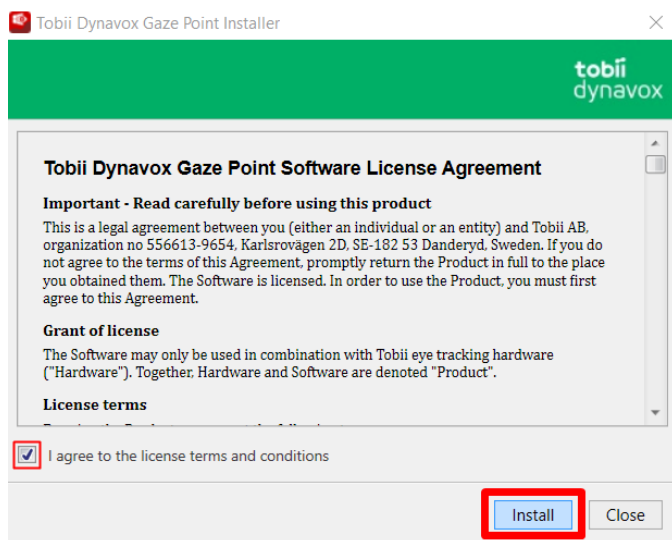 Tobii Dynavox Gaze Point Installer
tobii
dynavox
Tobii Dynavox Gaze Point Software License Agreement
Important - Read carefully before using this product
This is a legal agreement between you (either an individual or an entity) and Tobii AB,
organization no 556613-9654, Karlsrovägen 2D, SE-182 53 Danderyd, Sweden. If you do
not agree to the terms of this Agreement, promptly return the Product in full to the place
you obtained them. The Software is licensed. In order to use the Product, you must first
agree to this Agreement.
Grant of license
The Software may only be used in combination with Tobii eye tracking hardware
("Hardware"). Together, Hardware and Software are denoted "Product".
License terms
I agree to the license terms and conditions
Install
Close